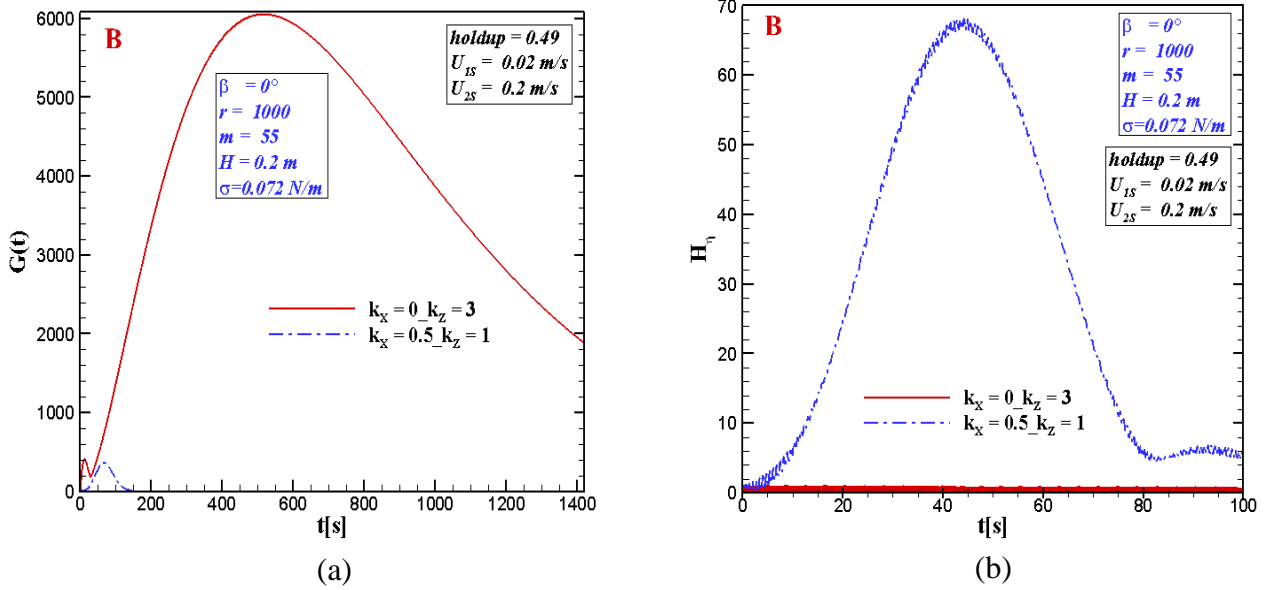 B
holdup = 0.49
U1S = 0.02 m/s
U2S = 0.2 m/s
β = 0°
r = 1000
m = 55
H = 0.2 m
σ=0.072 N/m
G(t)
6000
5000
4000
3000
2000
1000
0
kX = 0_kZ = 3
kX = 0.5_kZ = 1
0 200 400 600 800 1000 1200 1400
t[s]
(a)
B
β = 0°
r = 1000
m = 55
H = 0.2 m
σ=0.072 N/m
holdup = 0.49
U1S = 0.02 m/s
U2S = 0.2 m/s
Hη
70
60
50
40
30
20
10
0
kX = 0_kZ = 3
kX = 0.5_kZ = 1
0 20 40 60 80 100
t[s]
(b)